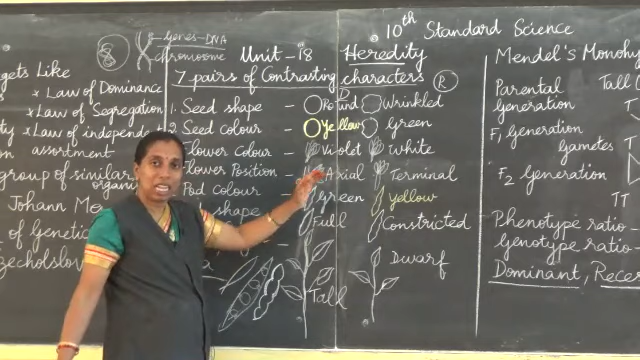 10th Standard Science
genes-DNA
chromosome
Unit-18 Heredity
7 pairs of Contrasting characters (R)
D
1. Seed shape - Round Wrinkled
2. Seed colour - Yellow Green
Flower Colour - Violet White
Flower Position - Axial Terminal
Pod colour Green yellow
shape Full Constricted
Tall Dwarf
gets Like
* Law of Dominance
* Law of Segregation
* Law of independ
assortment
group of similar
organi
Johann Me
of Genetic
zechoslov
Mendel's Monohy
Parental Tall (
generation
F1 generation
gametes
F2 Generation
TT
Phenotype ratio -
Genotype ratio -
Dominant, Reces